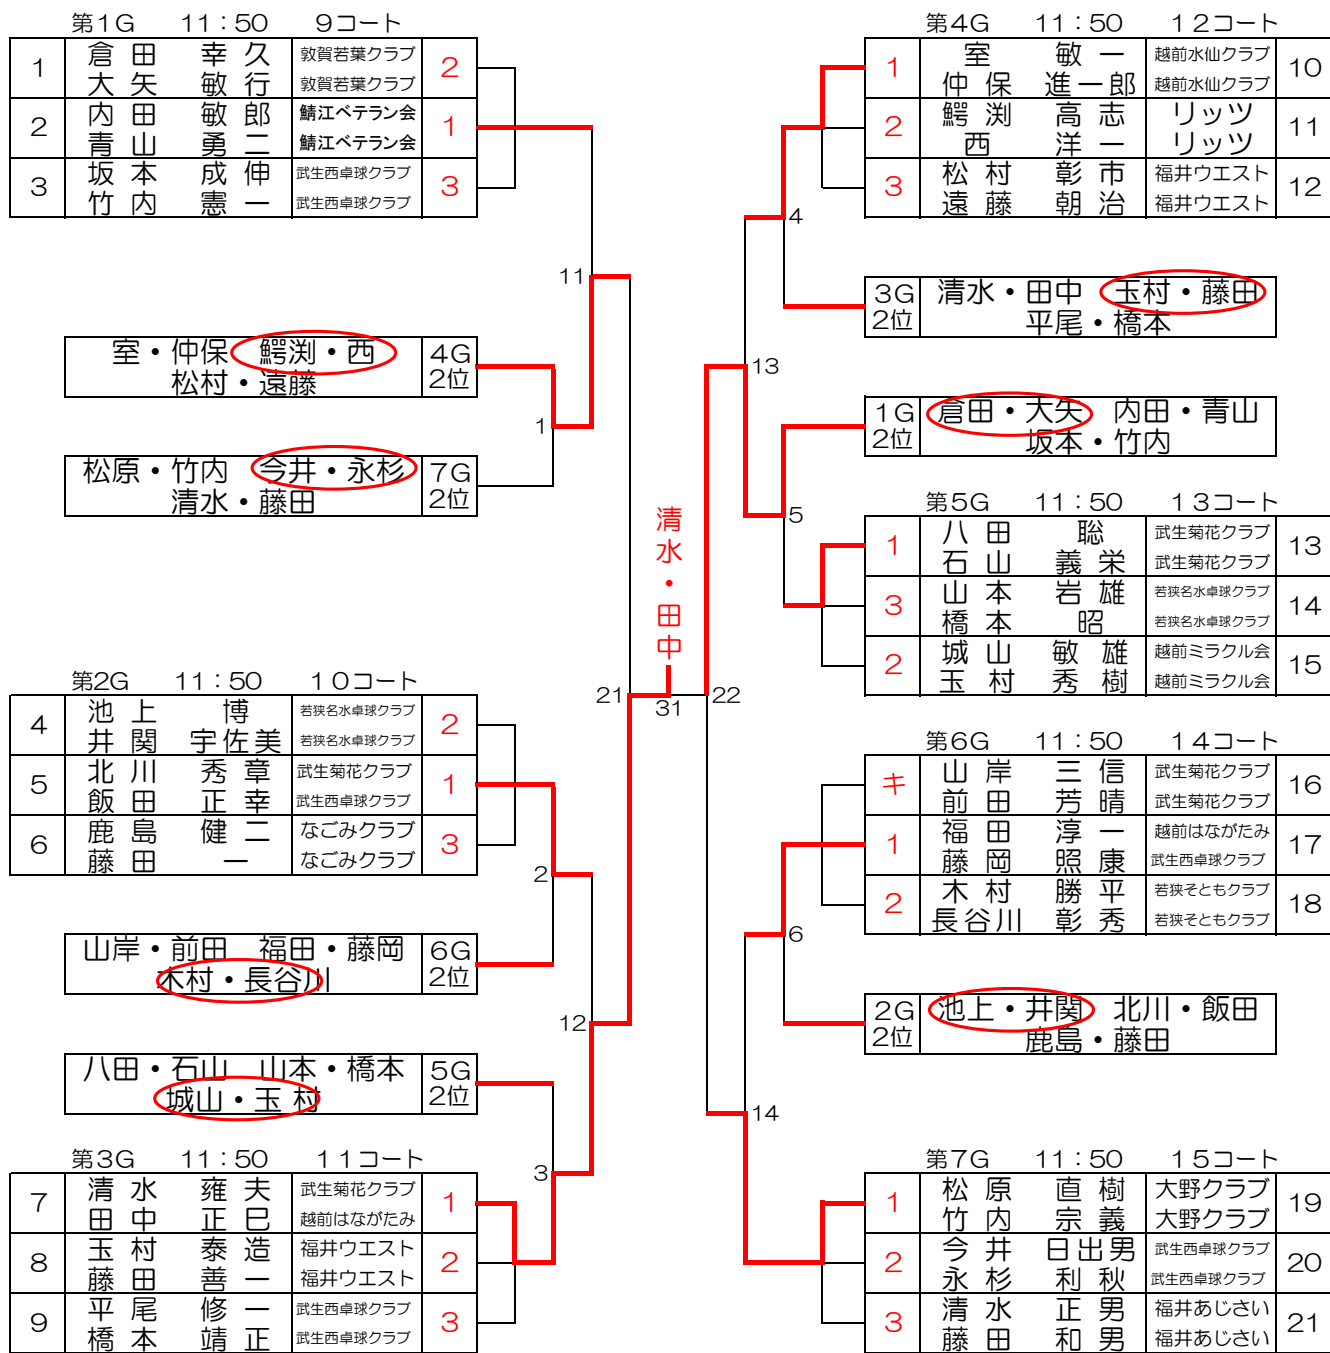 第1G 11：50 9コート
1 倉田 幸久 敦賀若葉クラブ 2
大矢 敏行 敦賀若葉クラブ
2 内田 敏郎 鯖江ベテラン会 1
青山 勇二 鯖江ベテラン会
3 坂本 成伸 武生西卓球クラブ 3
竹内 憲一 武生西卓球クラブ
11
室・仲保 鰐渕・西 4G
松村・遠藤 2位
1
松原・竹内 今井・永杉 7G
清水・藤田 2位
第2G 11：50 10コート
4 池上 博 若狭名水卓球クラブ 2
井関 宇佐美 若狭名水卓球クラブ
5 北川 秀章 武生菊花クラブ 1
飯田 正幸 武生西卓球クラブ
6 鹿島 健二 なごみクラブ 3
藤田 一 なごみクラブ
2
山岸・前田 福田・藤岡 6G
木村・長谷川 2位
12
八田・石山 山本・橋本 5G
城山・玉村 2位
3
第3G 11：50 11コート
7 清水 雍夫 武生菊花クラブ 1
田中 正巳 越前はながたみ
8 玉村 泰造 福井ウエスト 2
藤田 善一 福井ウエスト
9 平尾 修一 武生西卓球クラブ 3
橋本 靖正 武生西卓球クラブ
清水・田中
21 31 22
第4G 11：50 12コート
1 室 敏一 越前水仙クラブ 10
仲保 進一郎 越前水仙クラブ
2 鰐渕 高志 リッツ 11
西 洋一 リッツ
3 松村 彰市 福井ウエスト 12
遠藤 朝治 福井ウエスト
4
3G 清水・田中 玉村・藤田
2位 平尾・橋本
13
1G 倉田・大矢 内田・青山
2位 坂本・竹内
5
第5G 11：50 13コート
1 八田 聡 武生菊花クラブ 13
石山 義栄 武生菊花クラブ
3 山本 岩雄 若狭名水卓球クラブ 14
橋本 昭 若狭名水卓球クラブ
2 城山 敏雄 越前ミラクル会 15
玉村 秀樹 越前ミラクル会
第6G 11：50 14コート
キ 山岸 三信 武生菊花クラブ 16
前田 芳晴 武生菊花クラブ
1 福田 淳一 越前はながたみ 17
藤岡 照康 武生西卓球クラブ
2 木村 勝平 若狭そともクラブ 18
長谷川 彰秀 若狭そともクラブ
6
2G 池上・井関 北川・飯田
2位 鹿島・藤田
14
第7G 11：50 15コート
1 松原 直樹 大野クラブ 19
竹内 宗義 大野クラブ
2 今井 日出男 武生西卓球クラブ 20
永杉 利秋 武生西卓球クラブ
3 清水 正男 福井あじさい 21
藤田 和男 福井あじさい